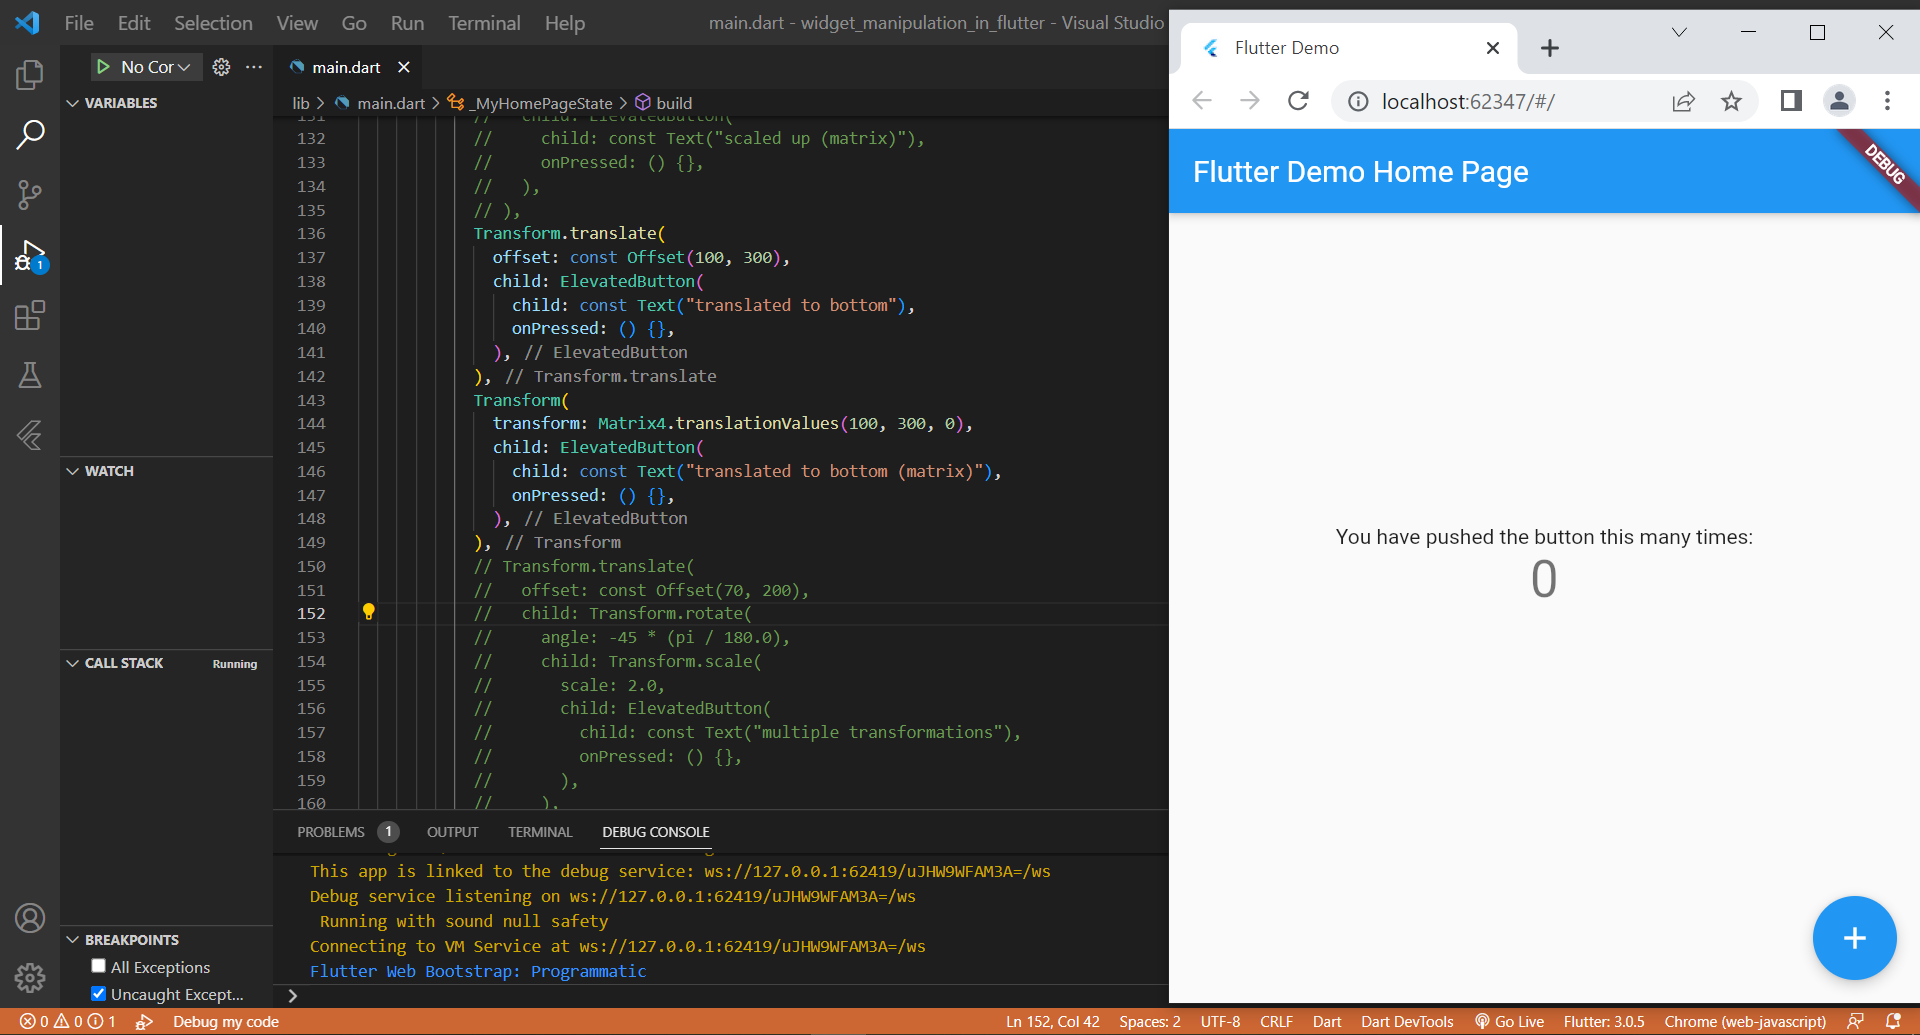 File Edit Selection View Go Run Terminal Help
main.dart - widget_manipulation_in_flutter - Visual Studio
No Cor
VARIABLES
WATCH
CALL STACK Running
BREAKPOINTS
All Exceptions
Uncaught Except...
1
main.dart
lib > main.dart > _MyHomePageState > build
131 // child: ElevatedButton(
132 // child: const Text("scaled up (matrix)"),
133 // onPressed: () {},
134 // ),
135 // ),
136 Transform.translate(
137 offset: const Offset(100, 300),
138 child: ElevatedButton(
139 child: const Text("translated to bottom"),
140 onPressed: () {},
141 ), // ElevatedButton
142 ), // Transform.translate
143 Transform(
144 transform: Matrix4.translationValues(100, 300, 0),
145 child: ElevatedButton(
146 child: const Text("translated to bottom (matrix)"),
147 onPressed: () {},
148 ), // ElevatedButton
149 ), // Transform
150 // Transform.translate(
151 // offset: const Offset(70, 200),
152 // child: Transform.rotate(
153 // angle: -45 * (pi / 180.0),
154 // child: Transform.scale(
155 // scale: 2.0,
156 // child: ElevatedButton(
157 // child: const Text("multiple transformations"),
158 // onPressed: () {},
159 // ),
160 // ),
PROBLEMS 1 OUTPUT TERMINAL DEBUG CONSOLE
This app is linked to the debug service: ws://127.0.0.1:62419/uJHW9WFAM3A=/ws
Debug service listening on ws://127.0.0.1:62419/uJHW9WFAM3A=/ws
Running with sound null safety
Connecting to VM Service at ws://127.0.0.1:62419/uJHW9WFAM3A=/ws
Flutter Web Bootstrap: Programmatic
>
0 0 1 Debug my code
Ln 152, Col 42 Spaces: 2 UTF-8 CRLF Dart Dart DevTools Go Live Flutter: 3.0.5 Chrome (web-javascript)
Flutter Demo
localhost:62347/#/
Flutter Demo Home Page
DEBUG
You have pushed the button this many times:
0